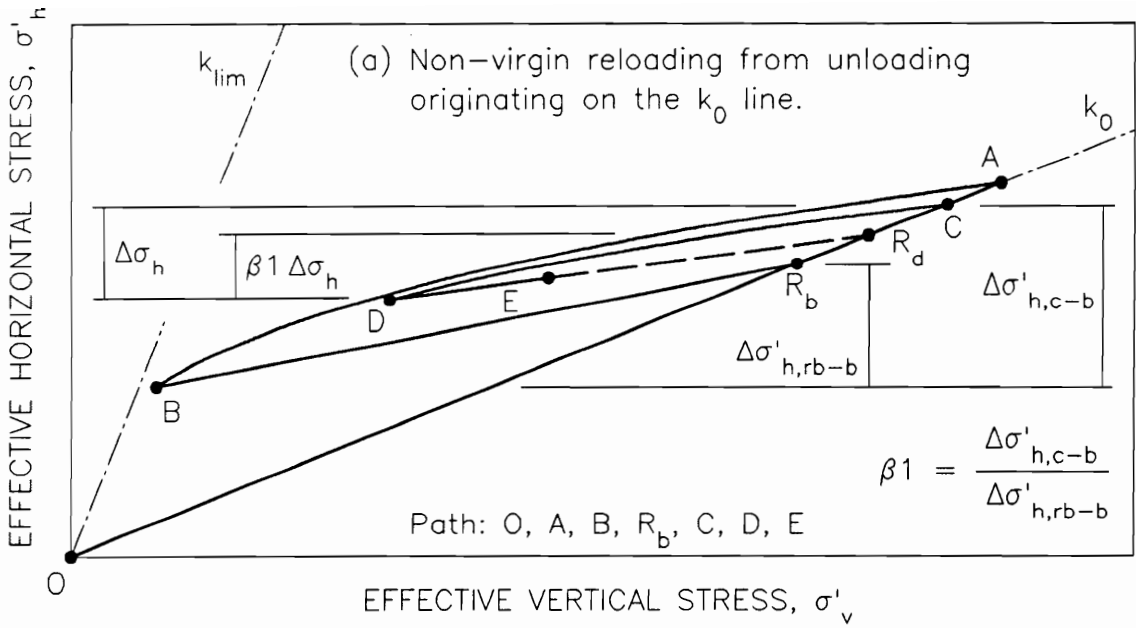 EFFECTIVE HORIZONTAL STRESS, σ'h
k lim
(a) Non-virgin reloading from unloading
originating on the k0 line.
k0
A
C
Rd
Rb
Δσh
β1 Δσh
E
D
Δσ'h,c-b
Δσ'h,rb-b
B
β1 = Δσ'h,c-b / Δσ'h,rb-b
Path: O, A, B, Rb, C, D, E
O
EFFECTIVE VERTICAL STRESS, σ'v